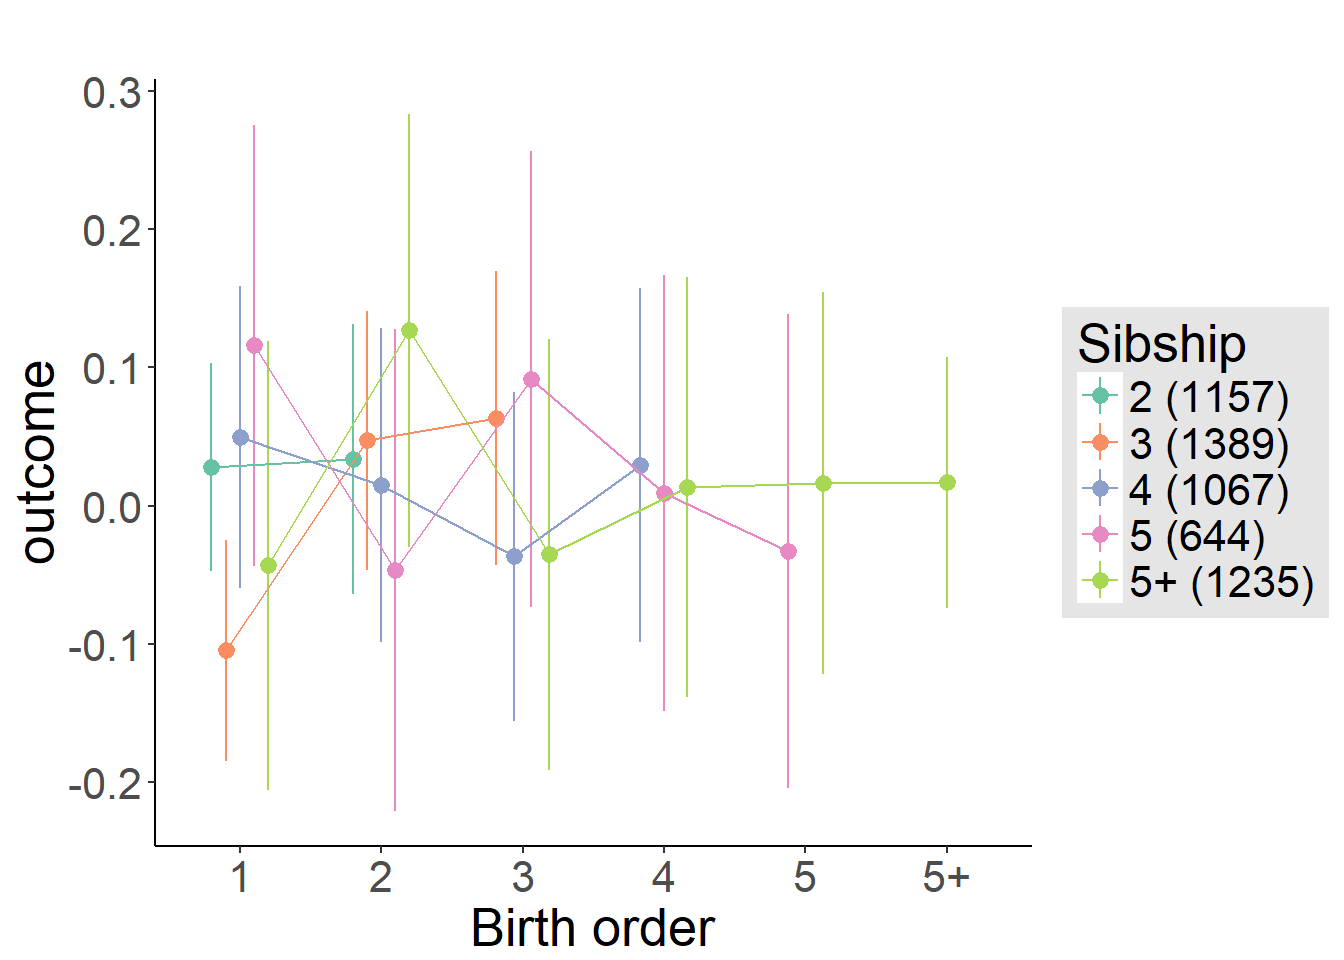 0.3
0.2
0.1
0.0
-0.1
-0.2
outcome
1 2 3 4 5 5+
Birth order
Sibship
2 (1157)
3 (1389)
4 (1067)
5 (644)
5+ (1235)